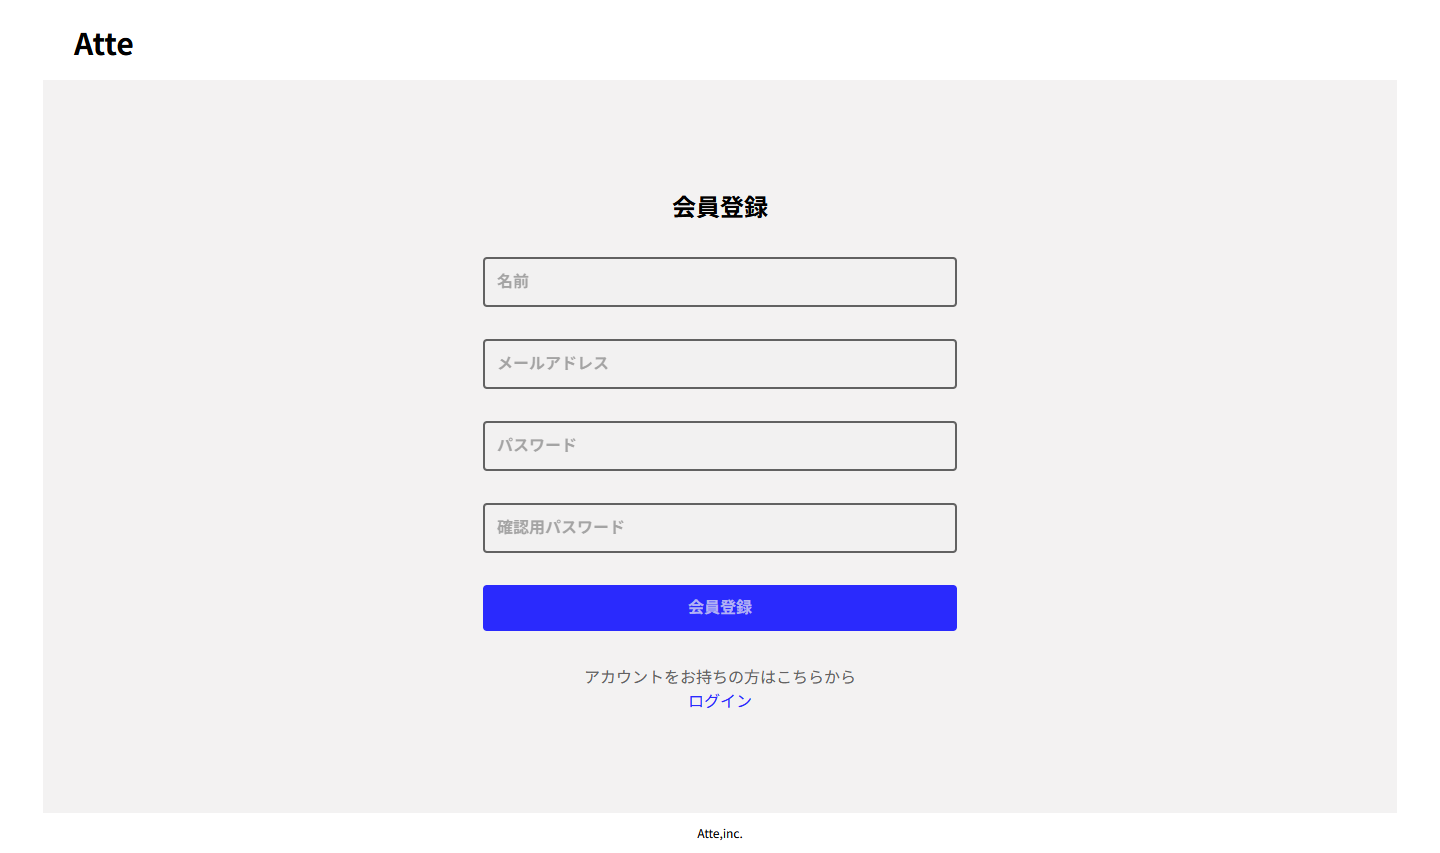 Atte
会員登録
名前
メールアドレス
パスワード
確認用パスワード
会員登録
アカウントをお持ちの方はこちらから
ログイン
Atte,inc.